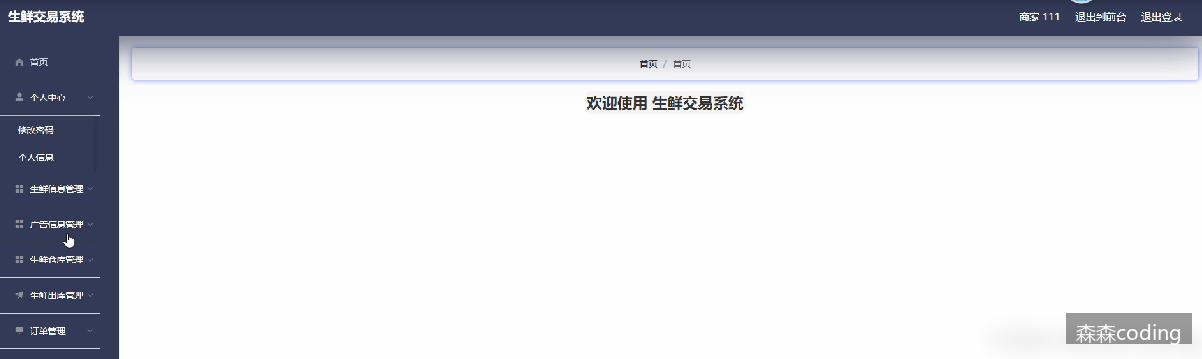 生鲜交易系统
商家 111 退出到前台 退出登录
首页
首页 / 首页
个人中心
欢迎使用 生鲜交易系统
修改密码
个人信息
生鲜信息管理
广告信息管理
生鲜仓库管理
生鲜出库管理
订单管理
森森coding